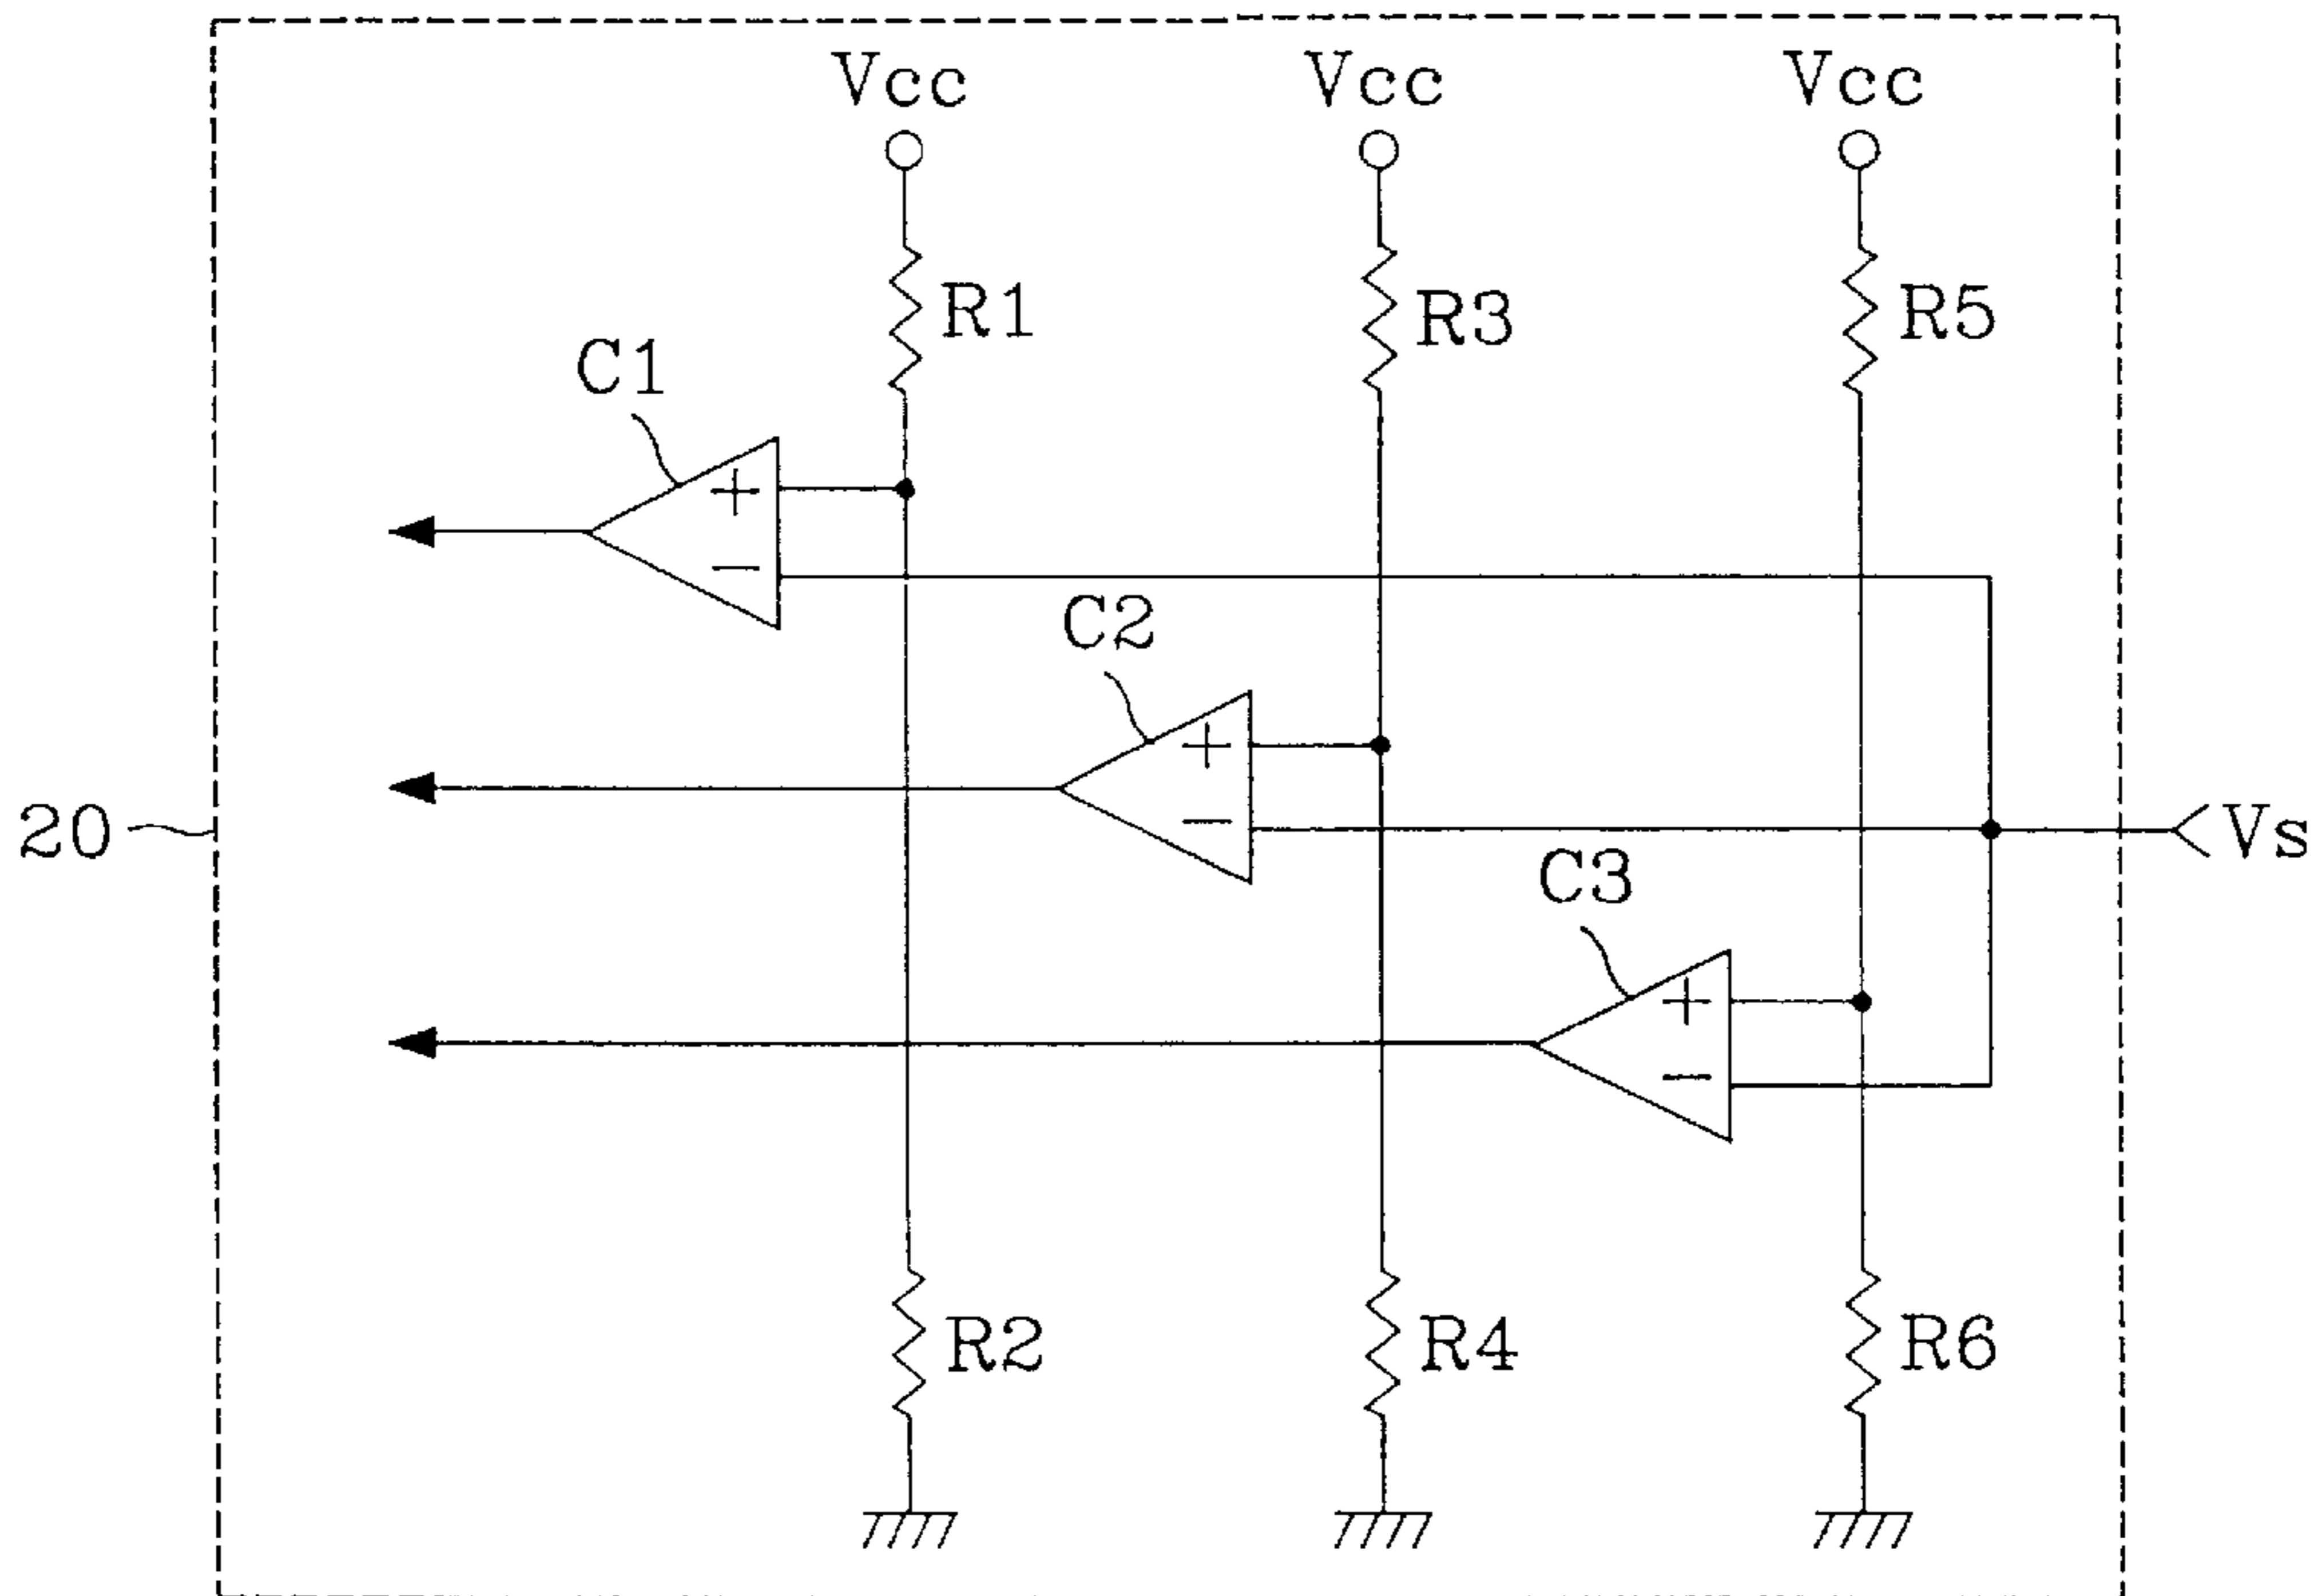 Vcc Vcc Vcc
R1 R3 R5
C1
+
−
C2
+
−
20
Vs
C3
+
−
R2 R4 R6